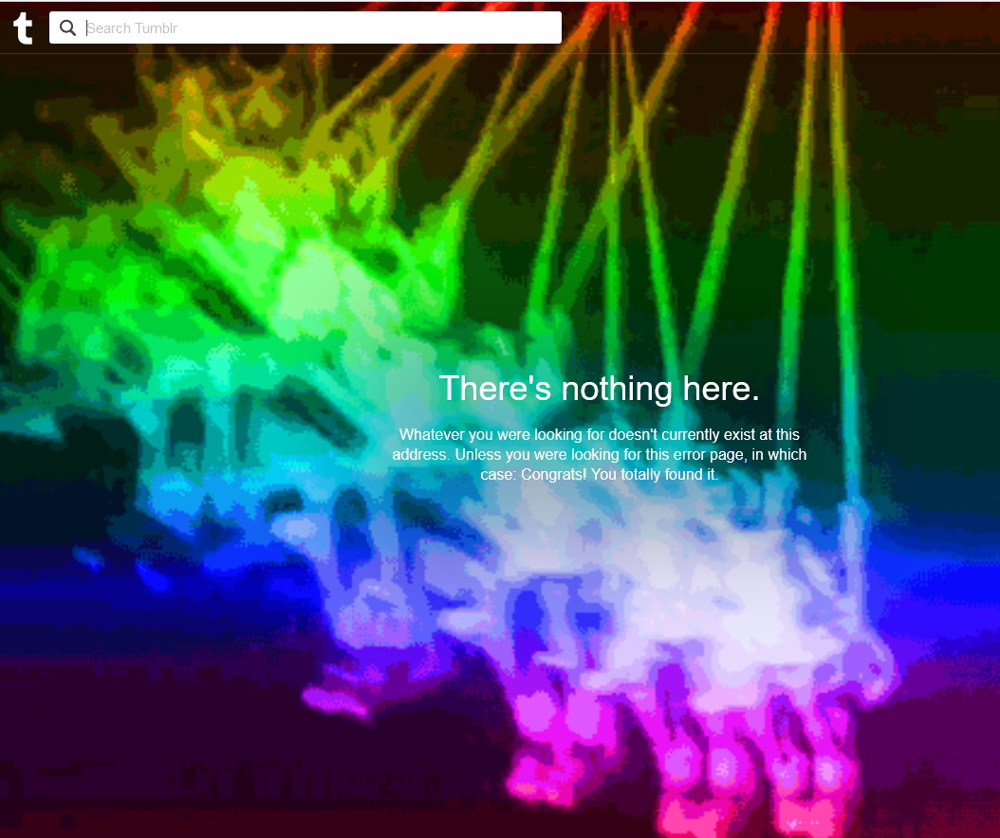 t
Search Tumblr
There's nothing here.
Whatever you were looking for doesn't currently exist at this
address. Unless you were looking for this error page, in which
case: Congrats! You totally found it.